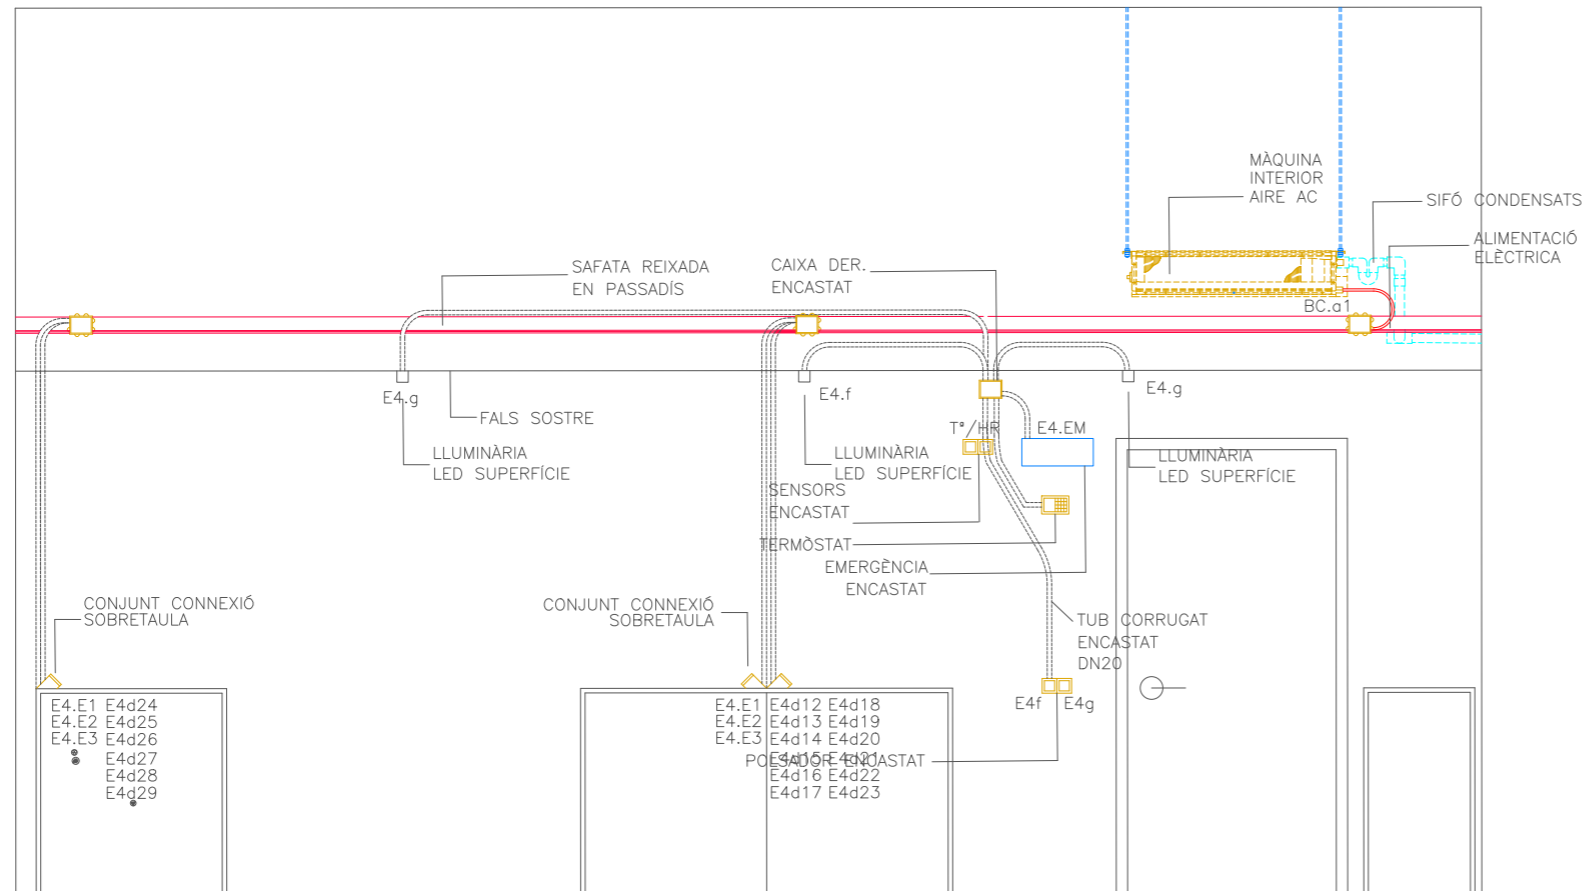 MÀQUINA
INTERIOR
AIRE AC
SIFÓ CONDENSATS
ALIMENTACIÓ
ELÈCTRICA
SAFATA REIXADA
EN PASSADÍS
CAIXA DER.
ENCASTAT
BC.a1
E4.g
E4.f
E4.g
FALS SOSTRE
Tª/HR
E4.EM
LLUMINÀRIA
LED SUPERFÍCIE
LLUMINÀRIA
LED SUPERFÍCIE
LLUMINÀRIA
LED SUPERFÍCIE
SENSORS
ENCASTAT
TERMÒSTAT
EMERGÈNCIA
ENCASTAT
CONJUNT CONNEXIÓ
SOBRETAULA
CONJUNT CONNEXIÓ
SOBRETAULA
TUB CORRUGAT
ENCASTAT
DN20
E4f E4g
E4.E1 E4d24
E4.E2 E4d25
E4.E3 E4d26
E4d27
E4d28
E4d29
E4.E1 E4d12 E4d18
E4.E2 E4d13 E4d19
E4.E3 E4d14 E4d20
E4d15 E4d21
E4d16 E4d22
E4d17 E4d23
POLSADOR ENCASTAT